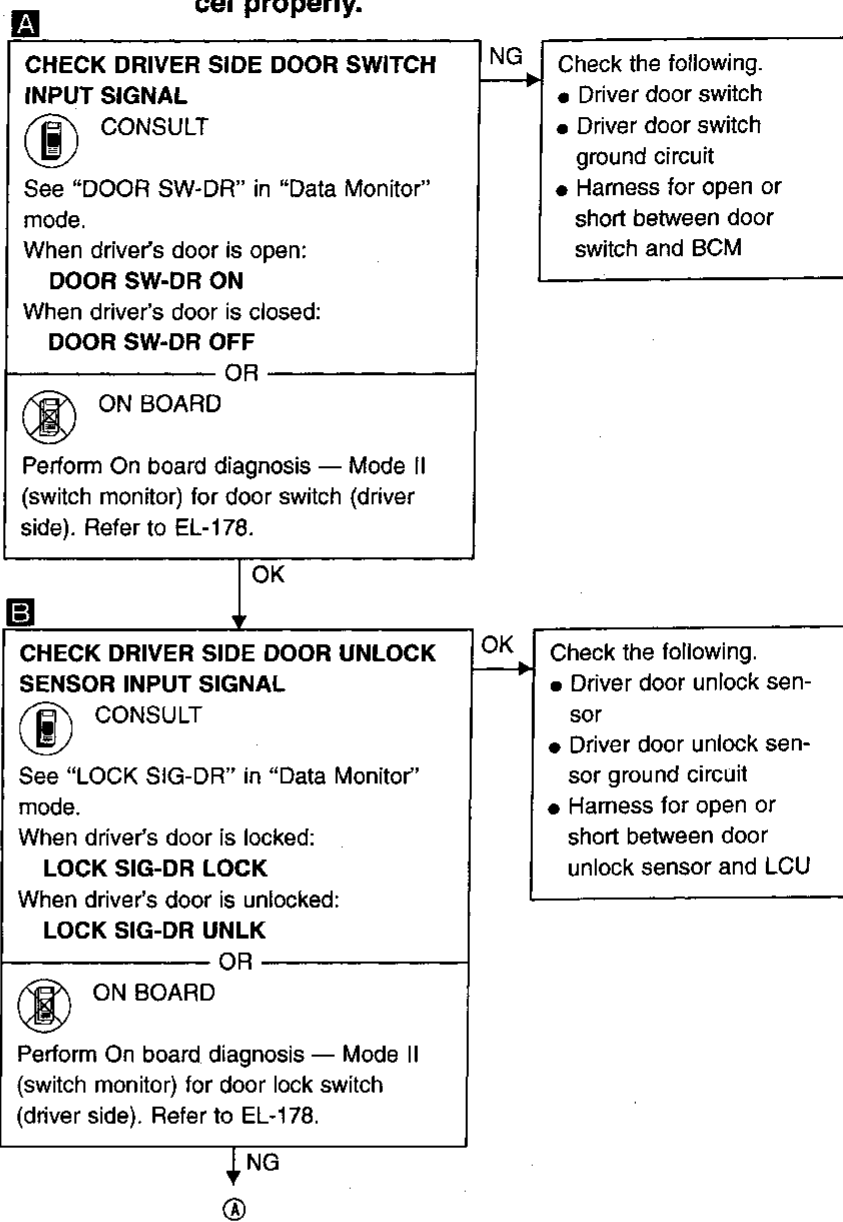 cel properly.
A
CHECK DRIVER SIDE DOOR SWITCH
INPUT SIGNAL
CONSULT
See “DOOR SW-DR” in “Data Monitor”
mode.
When driver's door is open:
DOOR SW-DR ON
When driver's door is closed:
DOOR SW-DR OFF
OR
ON BOARD
Perform On board diagnosis — Mode II
(switch monitor) for door switch (driver
side). Refer to EL-178.
NG
Check the following.
● Driver door switch
● Driver door switch
ground circuit
● Harness for open or
short between door
switch and BCM
OK
B
CHECK DRIVER SIDE DOOR UNLOCK
SENSOR INPUT SIGNAL
CONSULT
See “LOCK SIG-DR” in “Data Monitor”
mode.
When driver's door is locked:
LOCK SIG-DR LOCK
When driver's door is unlocked:
LOCK SIG-DR UNLK
OR
ON BOARD
Perform On board diagnosis — Mode II
(switch monitor) for door lock switch
(driver side). Refer to EL-178.
OK
Check the following.
● Driver door unlock sen-
sor
● Driver door unlock sen-
sor ground circuit
● Harness for open or
short between door
unlock sensor and LCU
NG
Ⓐ